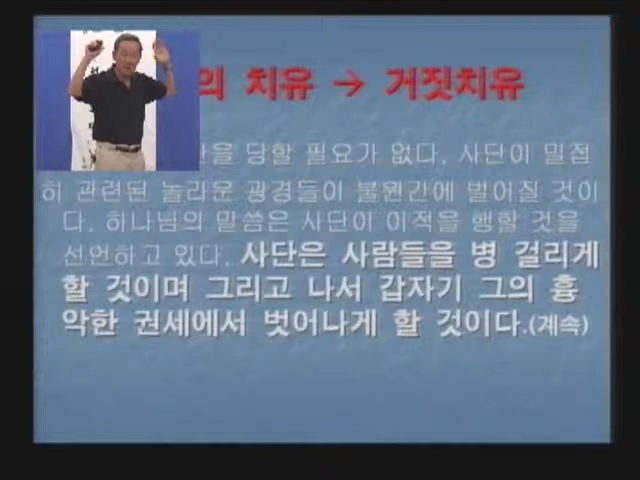 의 치유 → 거짓치유
을 당할 필요가 없다. 사단이 밀접
히 관련된 놀라운 광경들이 불원간에 벌어질 것이
다. 하나님의 말씀은 사단이 이적을 행할 것을
선언하고 있다. 사단은 사람들을 병 걸리게
할 것이며 그리고 나서 갑자기 그의 흉
악한 권세에서 벗어나게 할 것이다.(계속)